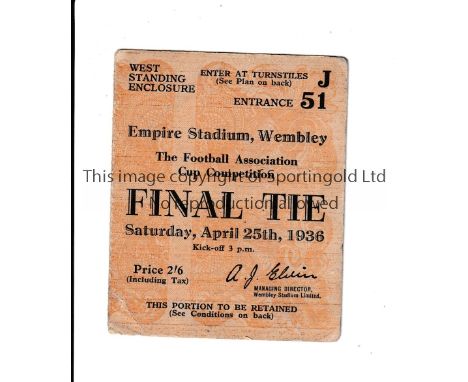 WEST
STANDING
ENCLOSURE
ENTER AT TURNSTILES J
(See Plan on back)
ENTRANCE 51
Empire Stadium, Wembley
The Football Association
Cup Competition
This image copyright of Sportingold Ltd
FINAL TIE
No reproduction allowed
Saturday, April 25th, 1936
Kick-off 3 p.m.
Price 2/6
(Including Tax)
A. J. Elvin
MANAGING DIRECTOR,
Wembley Stadium Limited.
THIS PORTION TO BE RETAINED
(See Conditions on back)